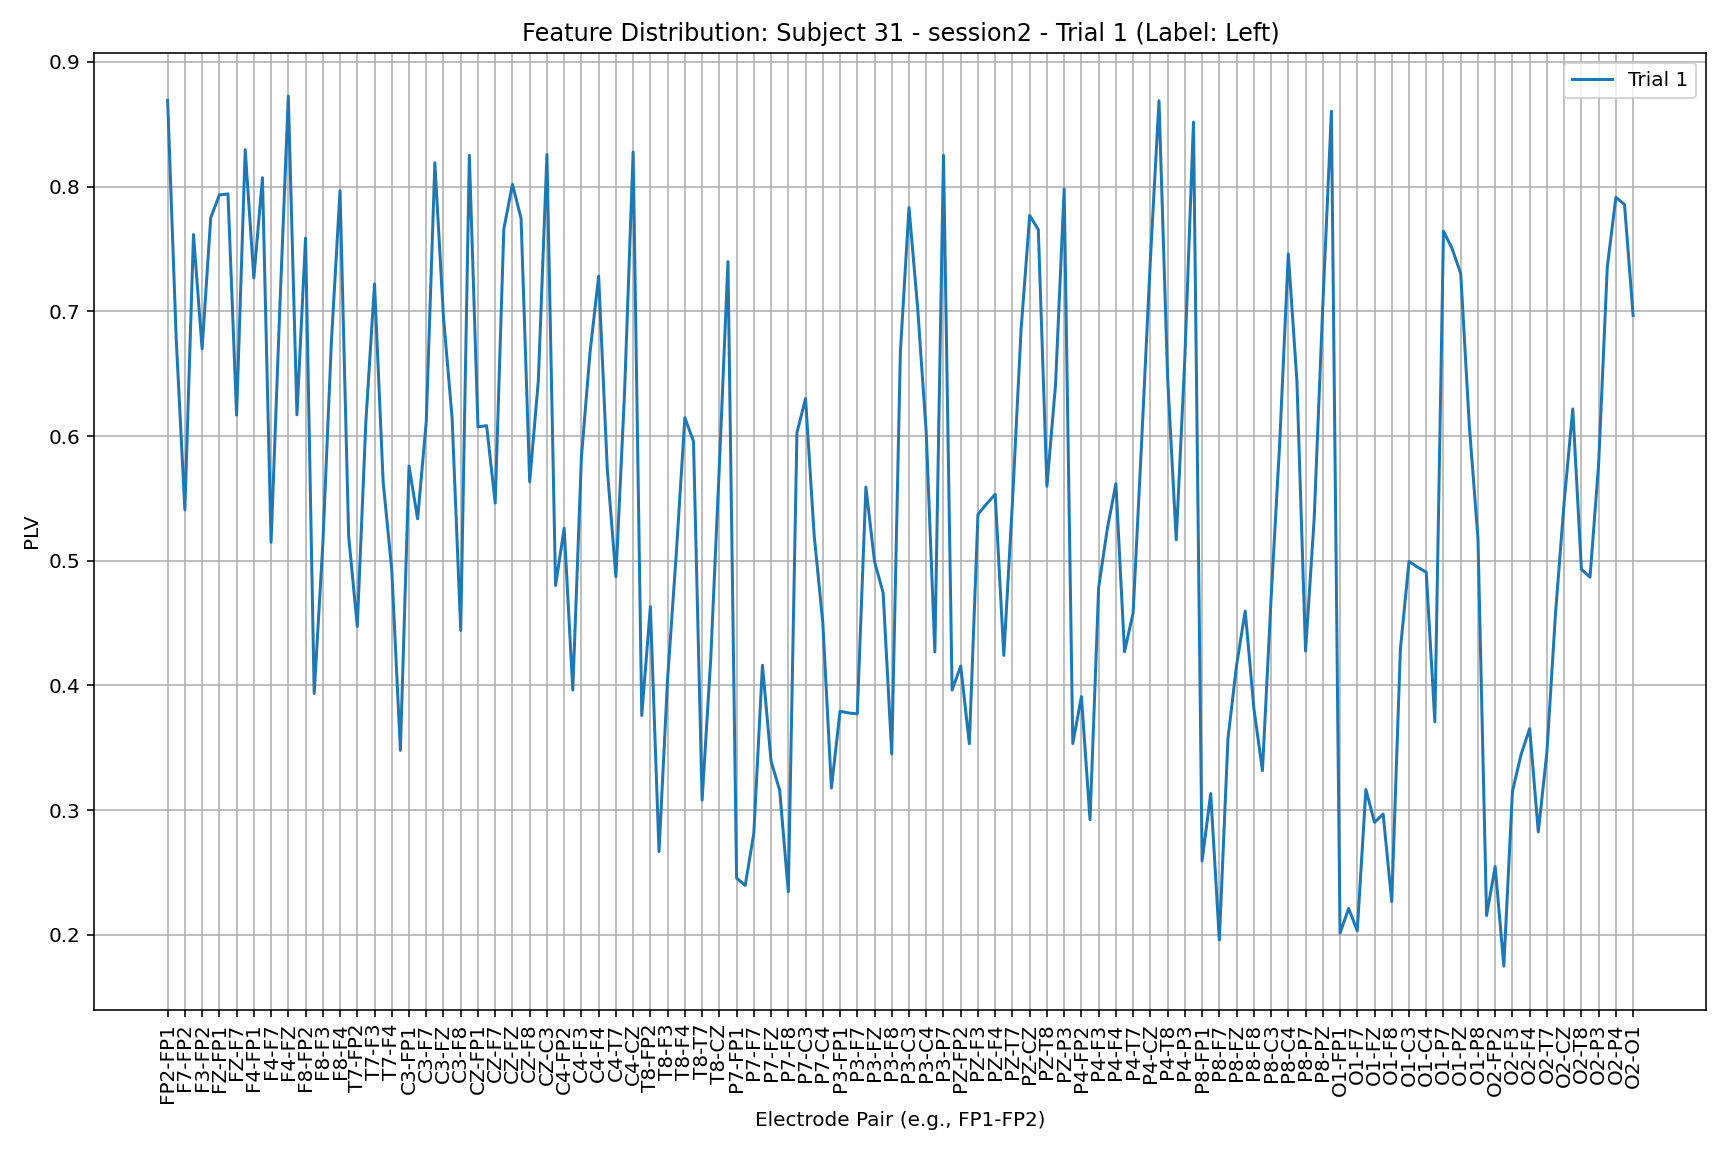 Feature Distribution: Subject 31 - session2 - Trial 1 (Label: Left)
Trial 1
0.9
0.8
0.7
0.6
0.5
0.4
0.3
0.2
PLV
FP2-FP1
F7-FP2
F3-FP2
FZ-FP1
FZ-F7
F4-FP1
F4-F7
F4-FZ
F8-FP2
F8-F3
F8-F4
T7-FP2
T7-F3
T7-F4
C3-FP1
C3-F7
C3-FZ
C3-F8
CZ-FP1
CZ-F7
CZ-FZ
CZ-F8
CZ-C3
C4-FP2
C4-F3
C4-F4
C4-T7
C4-CZ
T8-FP2
T8-F3
T8-F4
T8-T7
T8-CZ
P7-FP1
P7-F7
P7-FZ
P7-F8
P7-C3
P7-C4
P3-FP1
P3-F7
P3-FZ
P3-F8
P3-C3
P3-C4
P3-P7
PZ-FP2
PZ-F3
PZ-F4
PZ-T7
PZ-CZ
PZ-T8
PZ-P3
P4-FP2
P4-F3
P4-F4
P4-T7
P4-CZ
P4-T8
P4-P3
P8-FP1
P8-F7
P8-FZ
P8-F8
P8-C3
P8-C4
P8-P7
P8-PZ
O1-FP1
O1-F7
O1-FZ
O1-F8
O1-C3
O1-C4
O1-P7
O1-PZ
O1-P8
O2-FP2
O2-F3
O2-F4
O2-T7
O2-CZ
O2-T8
O2-P3
O2-P4
O2-O1
Electrode Pair (e.g., FP1-FP2)